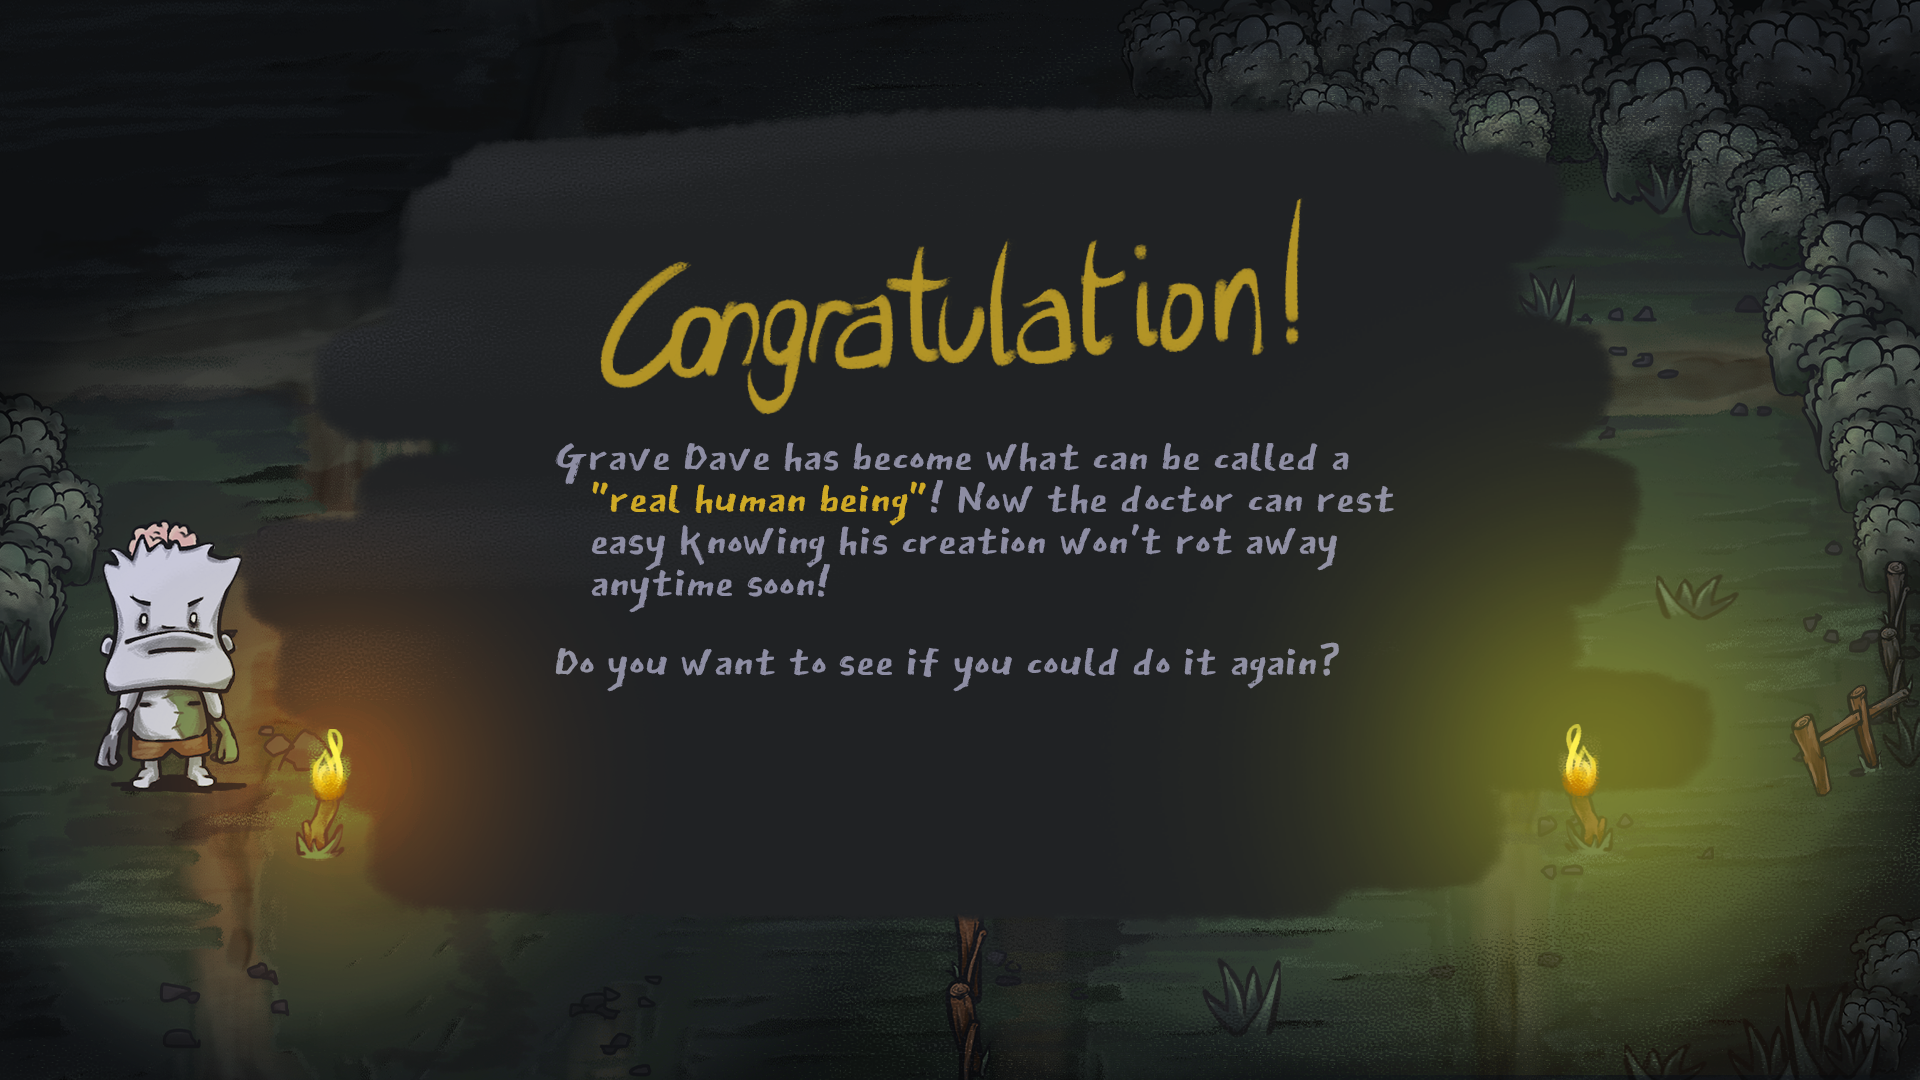 Congratulation!
Grave Dave has become what can be called a
"real human being"! Now the doctor can rest
easy knowing his creation won't rot away
anytime soon!
Do you want to see if you could do it again?